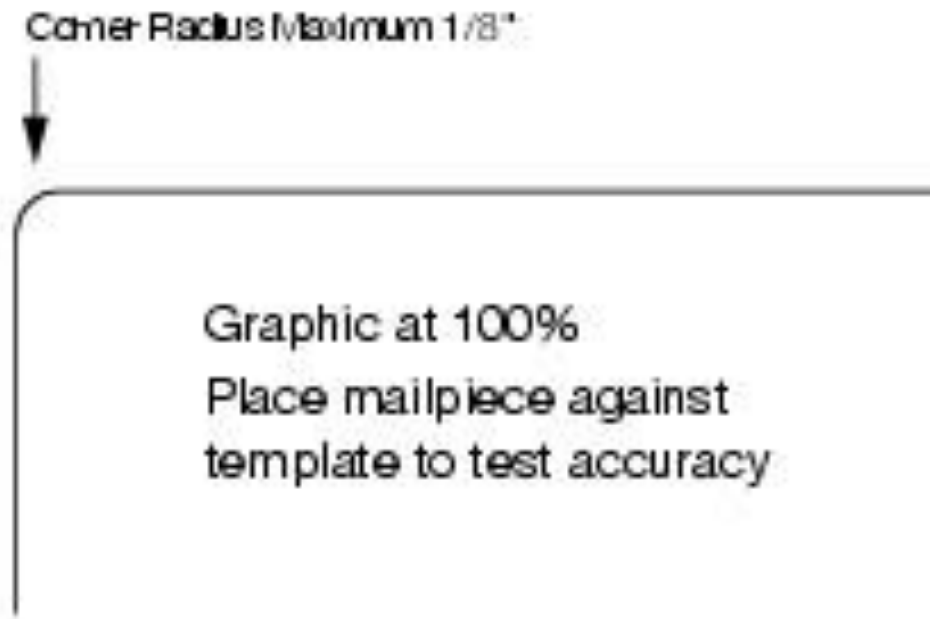 Corner Radius Maximum 1/8"
Graphic at 100%
Place mailpiece against
template to test accuracy